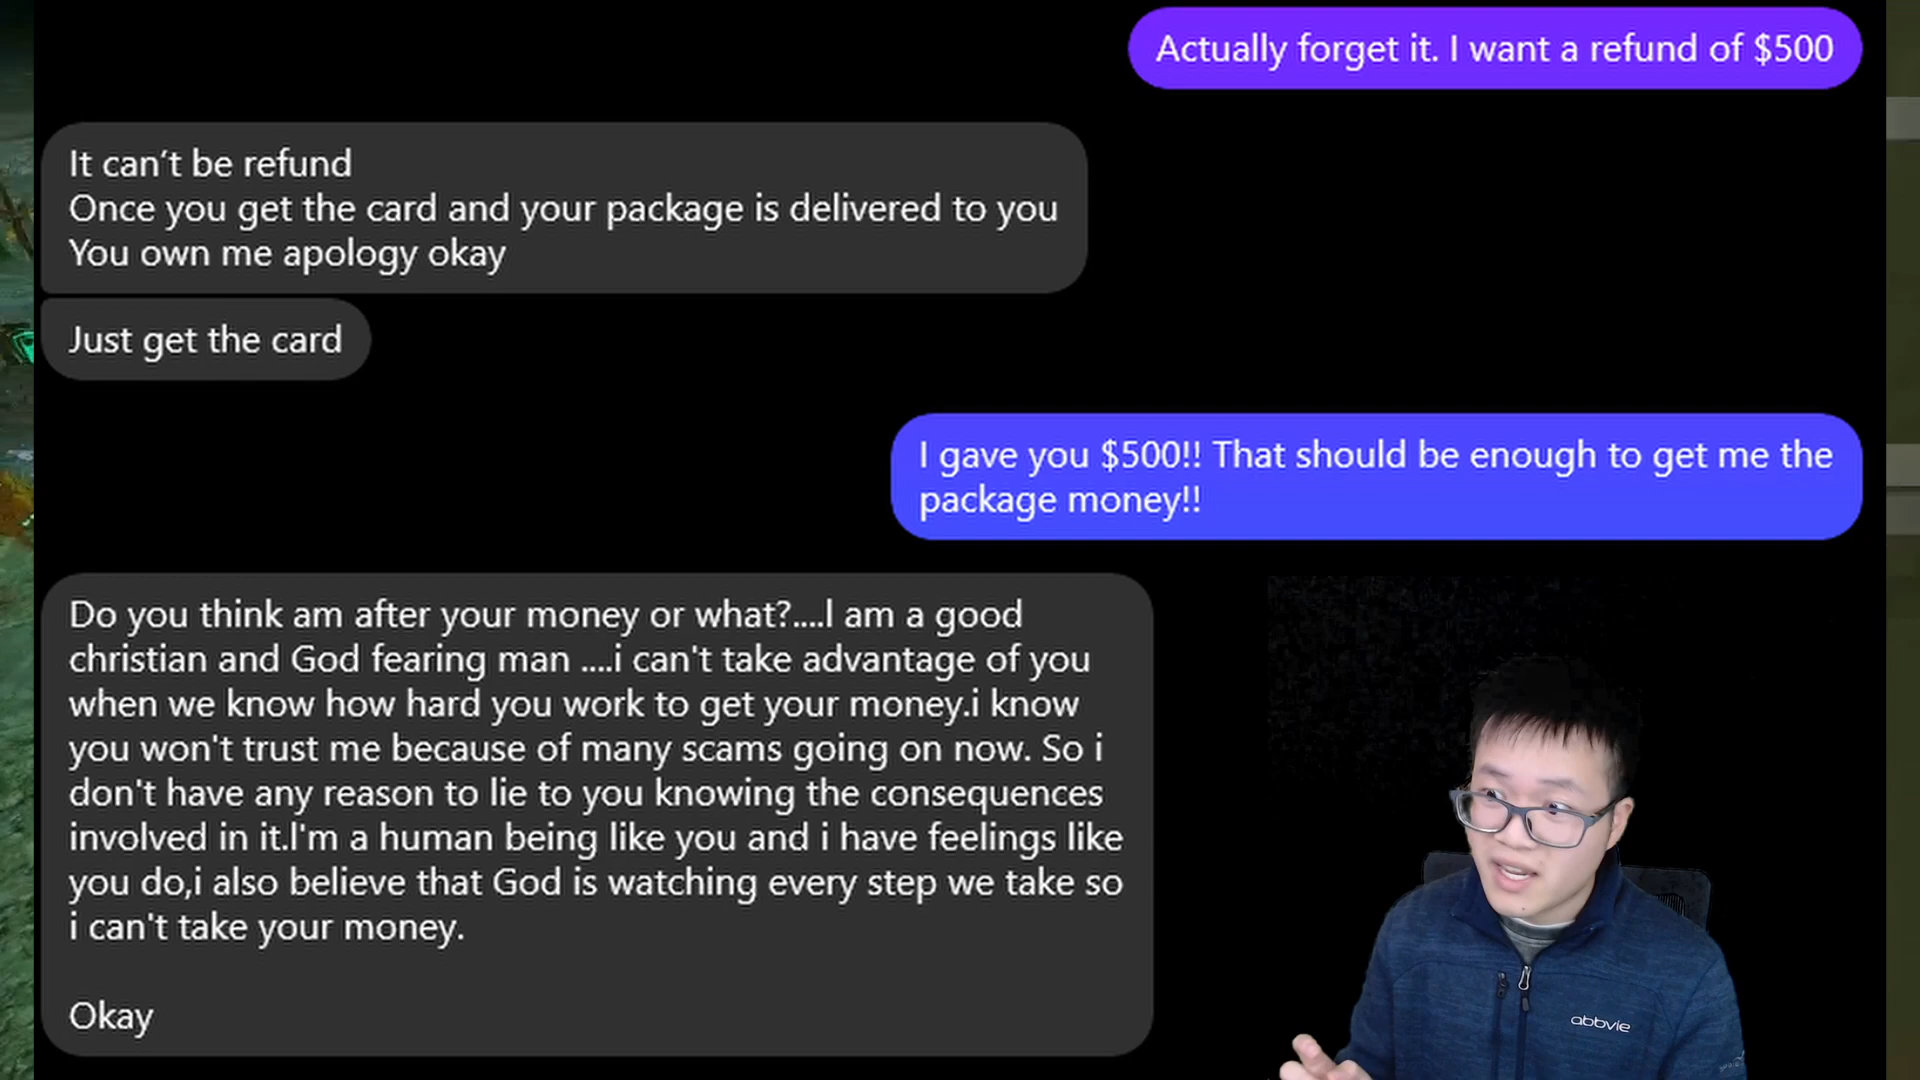 Actually forget it. I want a refund of $500
It can't be refund
Once you get the card and your package is delivered to you
You own me apology okay
Just get the card
I gave you $500!! That should be enough to get me the
package money!!
Do you think am after your money or what?....I am a good
christian and God fearing man ....i can't take advantage of you
when we know how hard you work to get your money.i know
you won't trust me because of many scams going on now. So i
don't have any reason to lie to you knowing the consequences
involved in it.I'm a human being like you and i have feelings like
you do,i also believe that God is watching every step we take so
i can't take your money.
Okay
abbvie